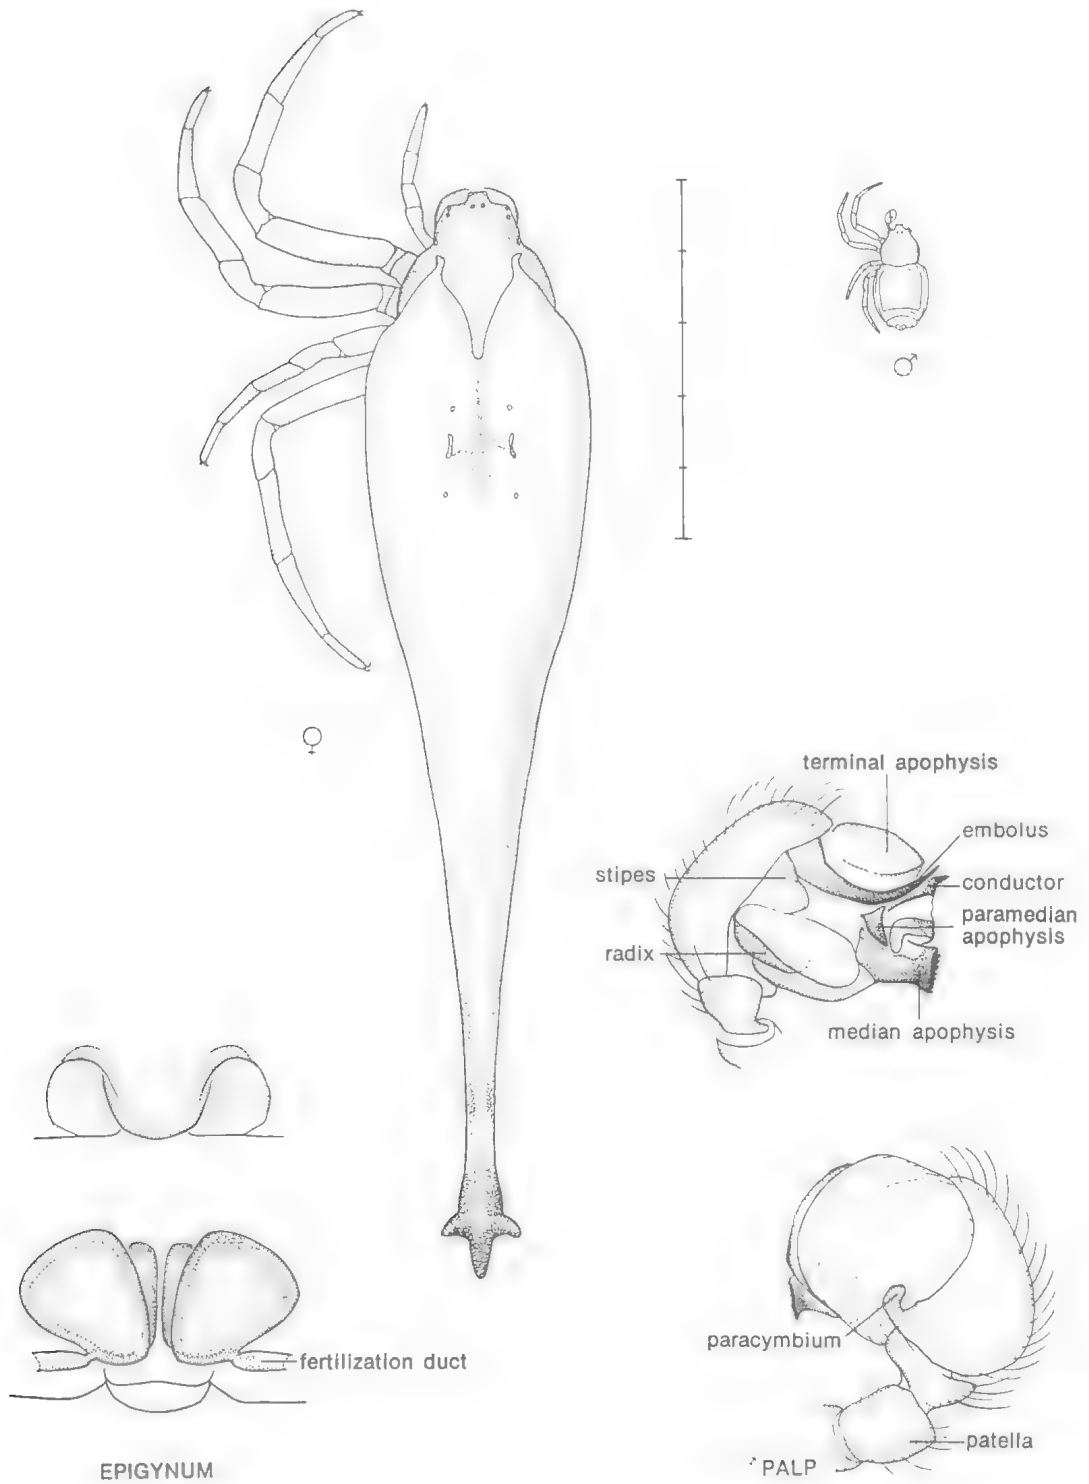 ♂
♀
terminal apophysis
embolus
stipes
conductor
paramedian
apophysis
radix
median apophysis
fertilization duct
paracymbium
patella
EPIGYNUM
♂ PALP